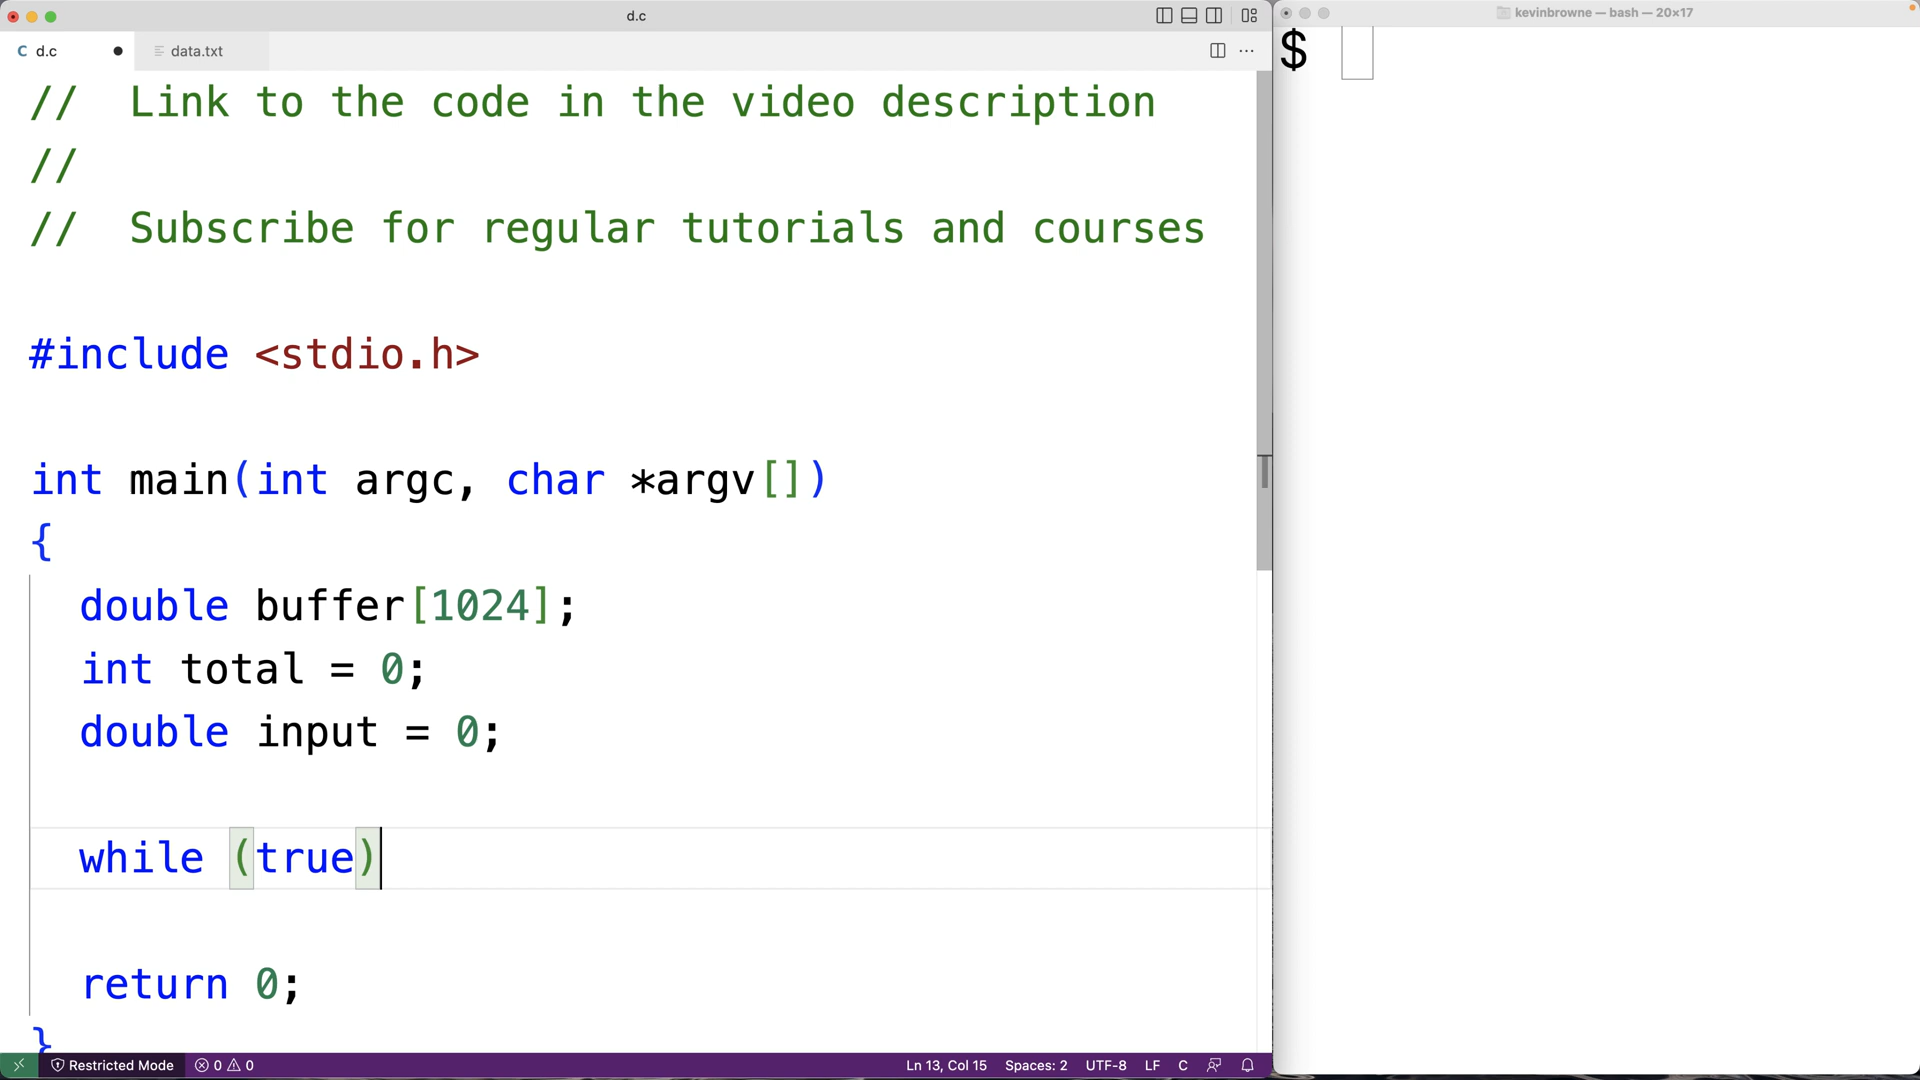 d.c
C d.c
data.txt
// Link to the code in the video description
//
// Subscribe for regular tutorials and courses
#include <stdio.h>
int main(int argc, char *argv[])
{
double buffer[1024];
int total = 0;
double input = 0;
while (true)
return 0;
}
Restricted Mode
0
0
Ln 13, Col 15
Spaces: 2
UTF-8
LF
C
kevinbrowne — bash — 20×17
$